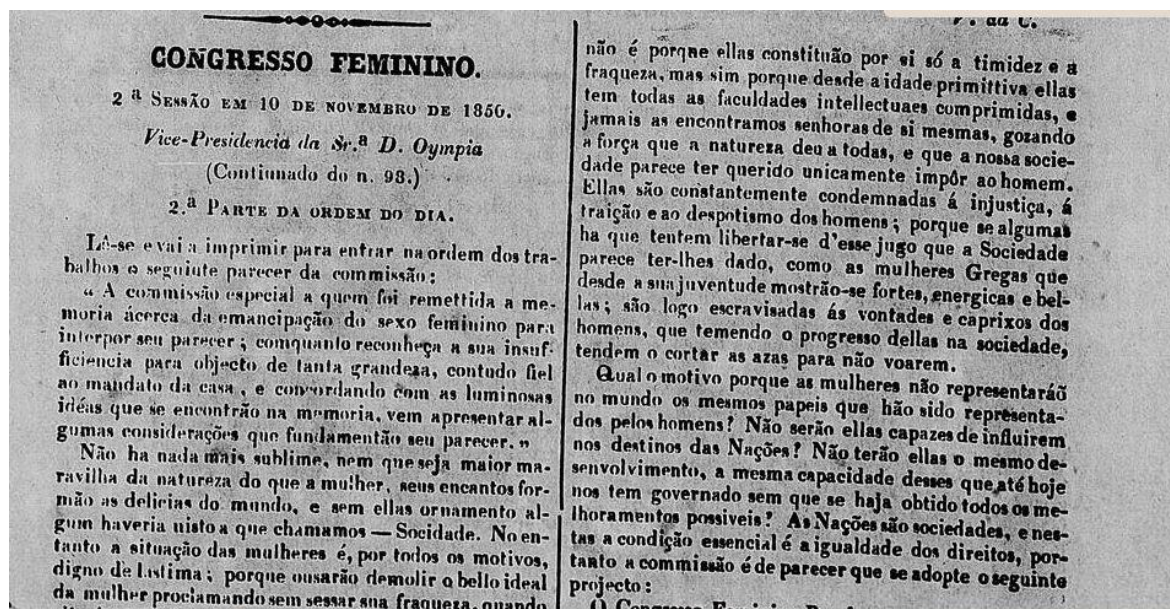 CONGRESSO FEMININO.
2ª SESSÃO EM 10 DE NOVEMBRO DE 1850.
Vice-Presidencia da Sr.ª D. Oympia
(Contionado do n. 98.)
2.ª PARTE DA ORDEM DO DIA.
Lê-se e vai a imprimir para entrar na ordem dos tra-
balhos o seguinte parecer da commissão:
« A commissão especial a quem foi remettida a me-
moria ácerca da emancipação do sexo feminino para
interpor seu parecer; comquanto reconheça a sua insuf-
ficiencia para objecto de tanta grandesa, contudo fiel
ao mandato da casa, e concordando com as luminosas
idéas que se encontrão na memoria, vem apresentar al-
gumas considerações que fundamentão seu parecer. »
Não ha nada mais sublime, nem que seja maior ma-
ravilha da natureza do que a mulher, seus encantos for-
mão as delicias do mundo, e sem ellas ornamento al-
gum haveria nisto a que chamamos — Socidade. No en-
tanto a situação das mulheres é, por todos os motivos,
digno de lastima; porque ousarão demolir o bello ideal
da mulher proclamando sem sessar sua fraqueza, quando
P. da C.
não é porqne ellas constituão por si só a timidez e a
fraqueza, mas sim porque desde a idade primittiva ellas
tem todas as faculdades intellectuaes comprimidas, e
jamais as encontramos senhoras de si mesmas, gozando
a força que a natureza deu a todas, e que a nossa socie-
dade parece ter querido unicamente impôr ao homem.
Ellas são constantemente condemnadas á injustiça, á
traição e ao despotismo dos homens; porque se algumas
ha que tentem libertar-se d'esse jugo que a Sociedade
parece ter-lhes dado, como as mulheres Gregas que
desde a sua juventude mostrão-se fortes, energicas e bel-
las; são logo escravisadas ás vontades e caprixos dos
homens, que temendo o progresso dellas na sociedade,
tendem o cortar as azas para não voarem.
Qual o motivo porque as mulheres não representaráõ
no mundo os mesmos papeis que hão sido representa-
dos pelos homens? Não serão ellas capazes de influirem
nos destinos das Nações? Não terão ellas o mesmo de-
senvolvimento, a mesma capacidade desses que até hoje
nos tem governado sem que se haja obtido todos os me-
lhoramentos possiveis? As Nações são sociedades, e nes-
tas a condição essencial é a igualdade dos direitos, por-
tanto a commissão é de parecer que se adopte o seguinte
projecto:
O Congresso Feminino